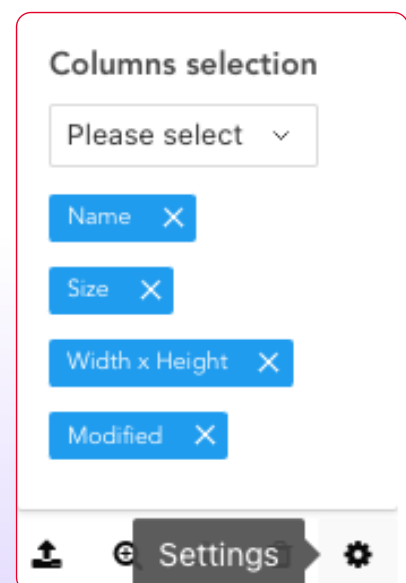 Columns selection
Please select
Name
Size
Width x Height
Modified
Settings